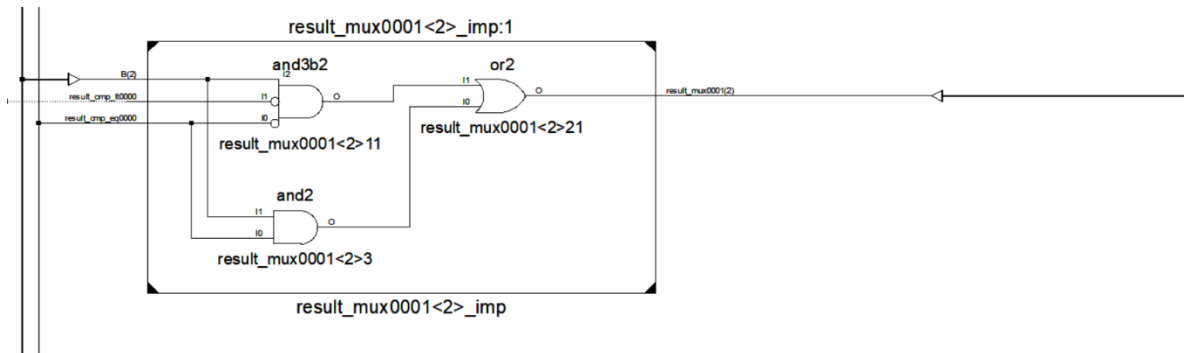 result_mux0001<2>_imp:1
and3b2
or2
B(2)
I2
result_cmp_lt0000
I1
O
I1
O
result_mux0001(2)
result_cmp_eq0000
I0
I0
result_mux0001<2>11
result_mux0001<2>21
and2
I1
O
I0
result_mux0001<2>3
result_mux0001<2>_imp